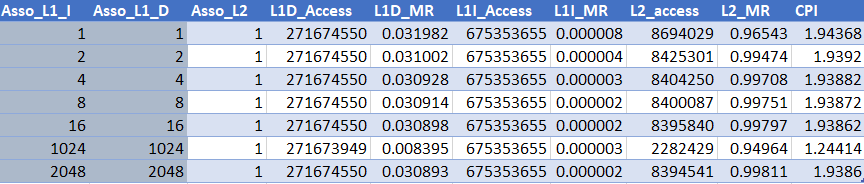 Asso_L1_I Asso_L1_D Asso_L2 L1D_Access L1D_MR L1I_Access L1I_MR L2_access L2_MR CPI
1 1 1 271674550 0.031982 675353655 0.000008 8694029 0.96543 1.94368
2 2 1 271674550 0.031002 675353655 0.000004 8425301 0.99474 1.9392
4 4 1 271674550 0.030928 675353655 0.000003 8404250 0.99708 1.93882
8 8 1 271674550 0.030914 675353655 0.000002 8400087 0.99751 1.93872
16 16 1 271674550 0.030898 675353655 0.000002 8395840 0.99797 1.93862
1024 1024 1 271673949 0.008395 675353655 0.000003 2282429 0.94964 1.24414
2048 2048 1 271674550 0.030893 675353655 0.000002 8394541 0.99811 1.9386